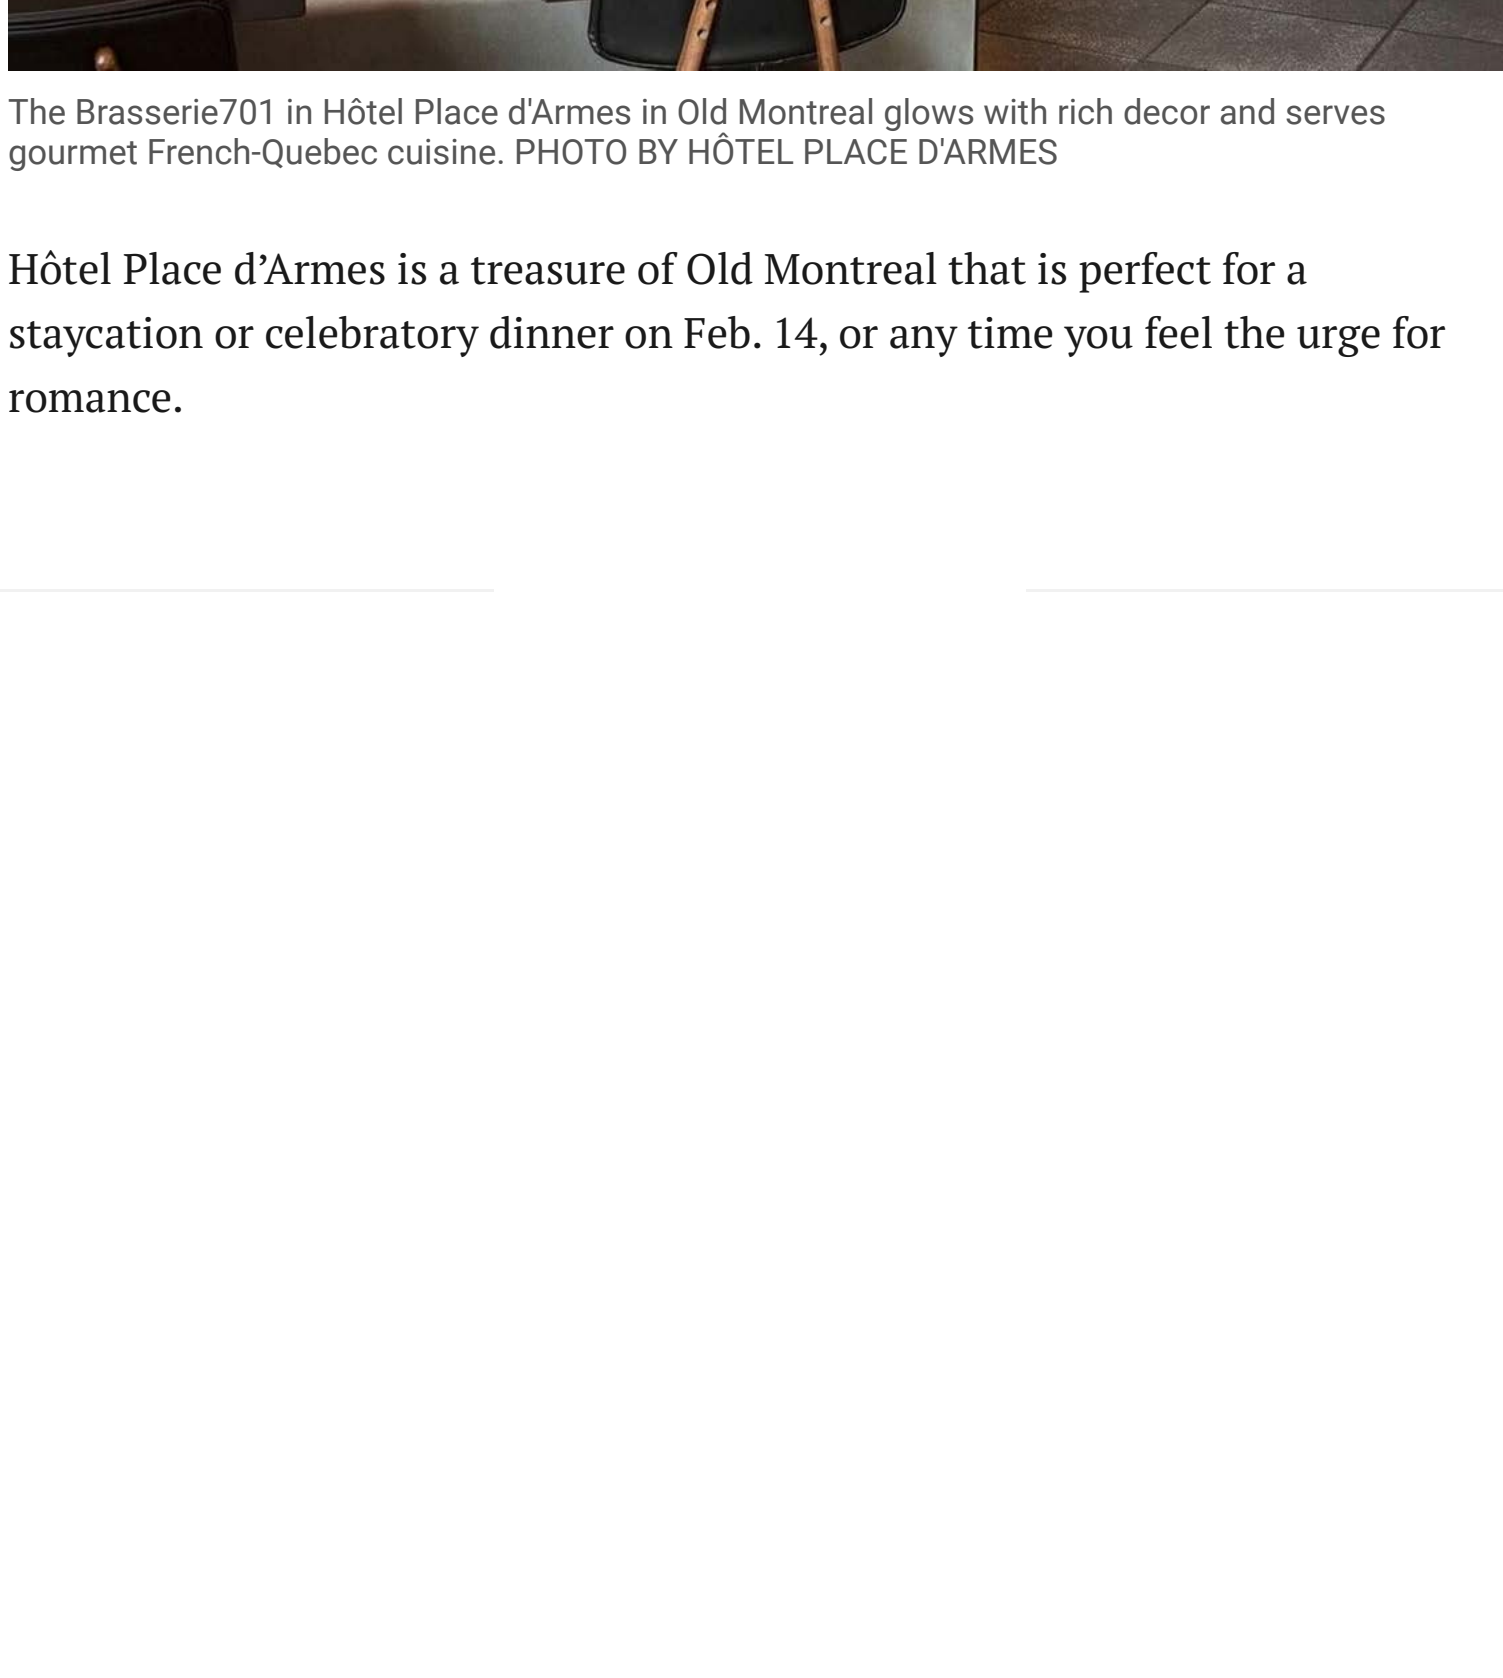 The Brasserie701 in Hôtel Place d'Armes in Old Montreal glows with rich decor and serves
gourmet French-Quebec cuisine. PHOTO BY HÔTEL PLACE D'ARMES
Hôtel Place d’Armes is a treasure of Old Montreal that is perfect for a
staycation or celebratory dinner on Feb. 14, or any time you feel the urge for
romance.